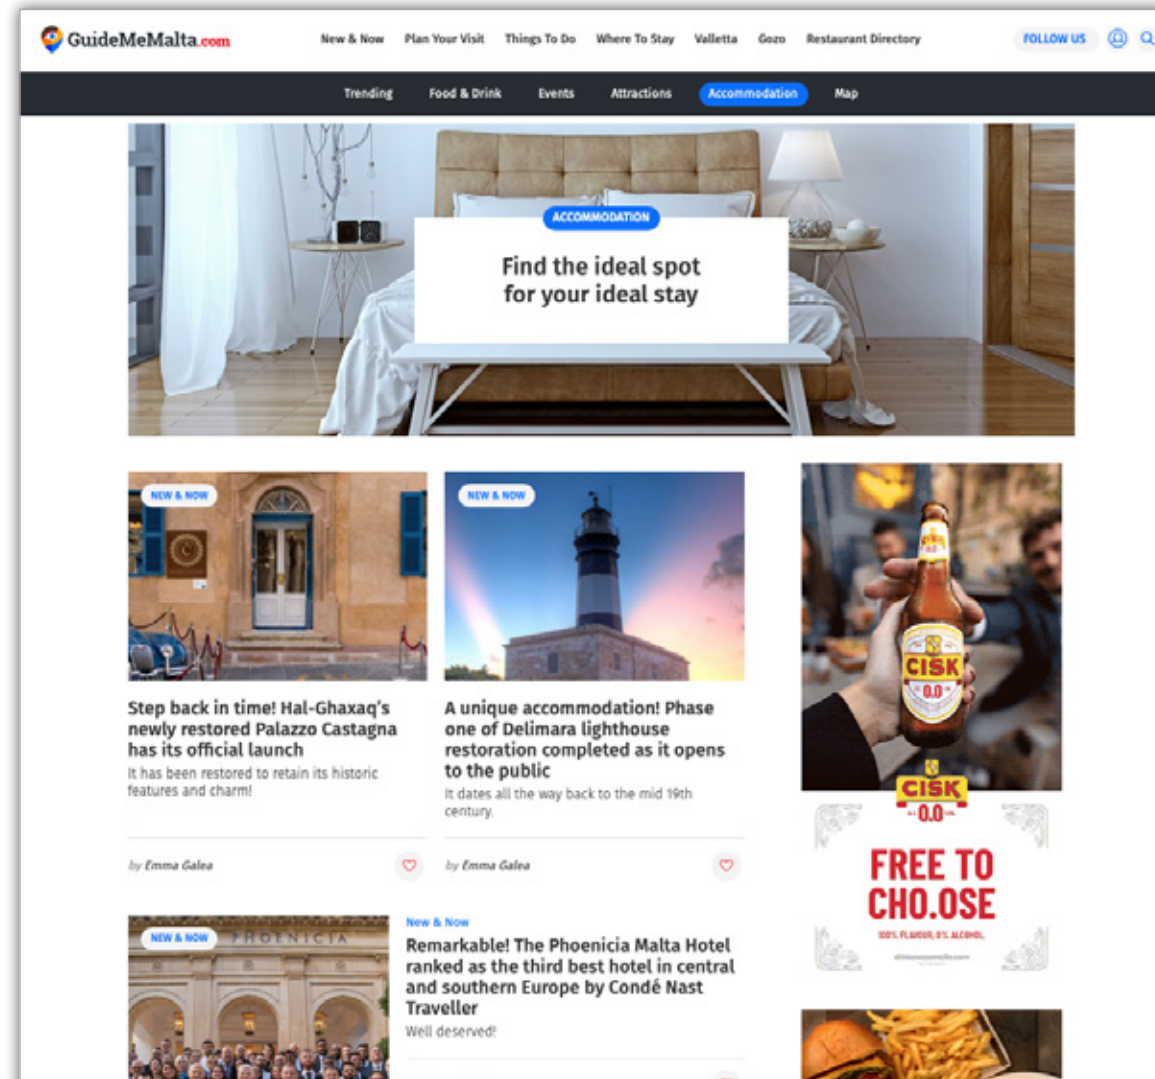 GuideMeMalta.com
New & Now Plan Your Visit Things To Do Where To Stay Valletta Gozo Restaurant Directory
FOLLOW US
Trending Food & Drink Events Attractions Accommodation Map
ACCOMMODATION
Find the ideal spot
for your ideal stay
NEW & NOW
Step back in time! Hal-Ghaxaq's
newly restored Palazzo Castagna
has its official launch
It has been restored to retain its historic
features and charm!
by Emma Galea
NEW & NOW
A unique accommodation! Phase
one of Delimara lighthouse
restoration completed as it opens
to the public
It dates all the way back to the mid 19th
century.
by Emma Galea
CISK
0.0
CISK
0.0
FREE TO
CHO.OSE
100% FLAVOUR, 0% ALCOHOL.
NEW & NOW
PHOENICIA
New & Now
Remarkable! The Phoenicia Malta Hotel
ranked as the third best hotel in central
and southern Europe by Condé Nast
Traveller
Well deserved!